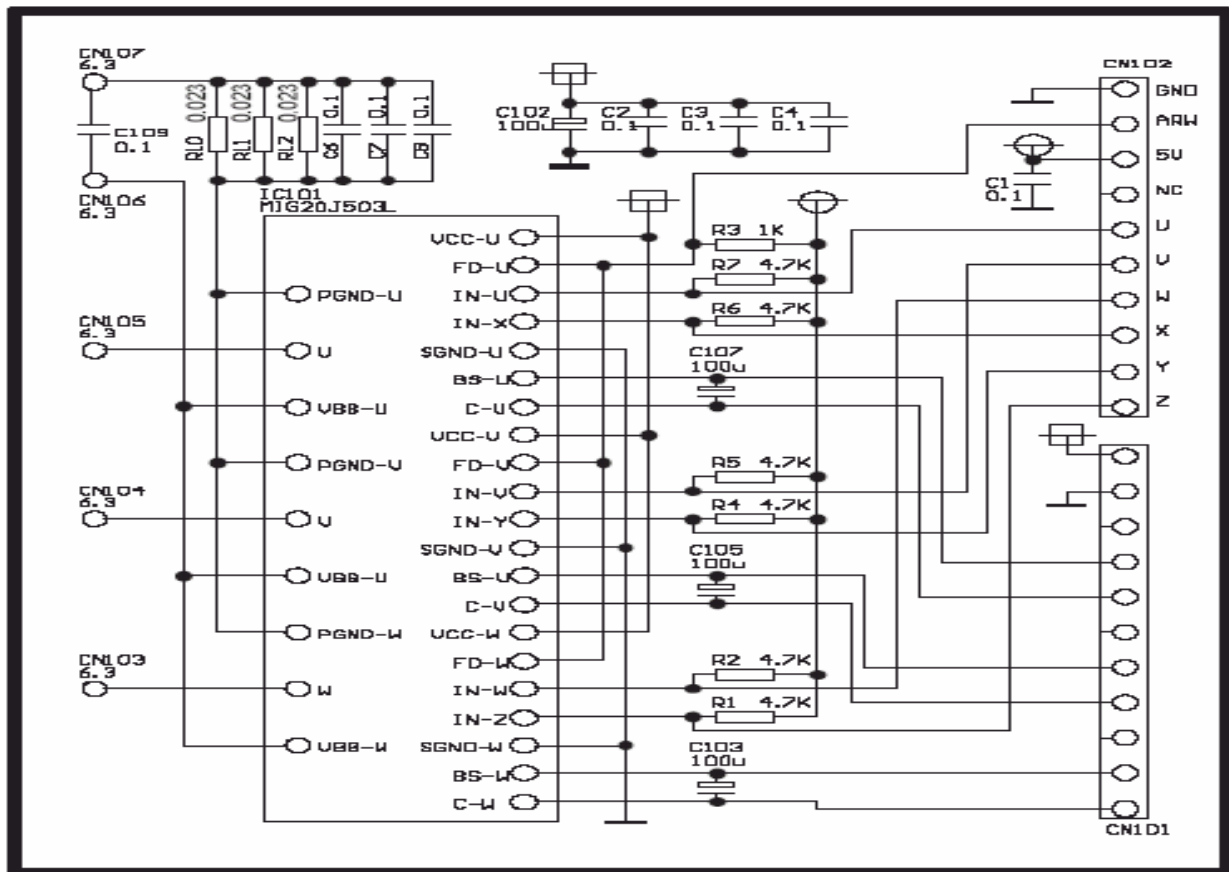 CN107
6.3
C109
0.1
CN106
6.3
RL0 0.023
RL1 0.023
RL2 0.023
C6 0.1
C7 0.1
C8 0.1
C102
100u
C2
0.1
C3
0.1
C4
0.1
CN102
GND
ARW
5V
NC
U
V
W
X
Y
Z
C1
0.1
IC101
MIG20J503L
VCC-U
FD-U
PGND-U
IN-U
IN-X
U
SGND-U
BS-U
VBB-U
C-U
VCC-V
PGND-V
FD-V
IN-V
V
IN-Y
SGND-V
VBB-U
BS-U
C-V
PGND-W
VCC-W
FD-W
W
IN-W
IN-Z
VBB-W
SGND-W
BS-W
C-W
CN105
6.3
CN104
6.3
CN103
6.3
R3 1K
R7 4.7K
R6 4.7K
C107
100u
R5 4.7K
R4 4.7K
C105
100u
R2 4.7K
R1 4.7K
C103
100u
CN101